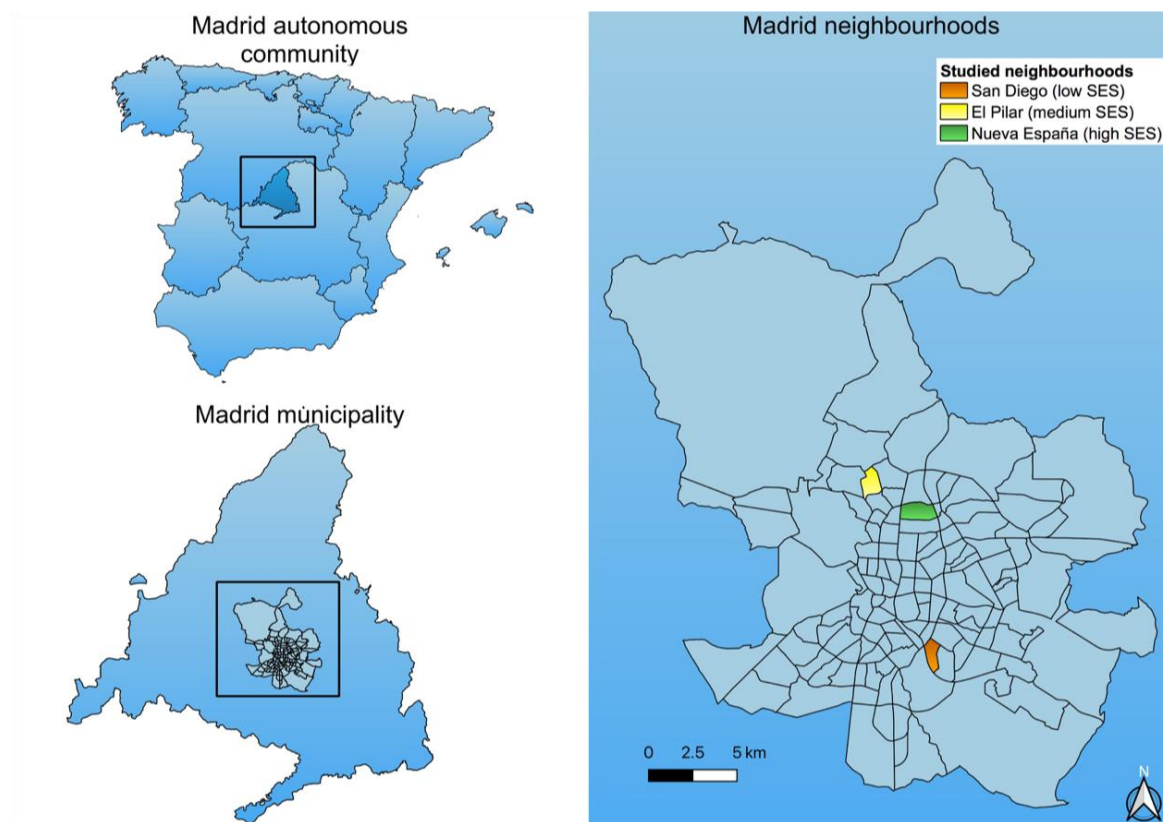 Madrid autonomous
community
Madrid municipality
Madrid neighbourhoods
Studied neighbourhoods
San Diego (low SES)
El Pilar (medium SES)
Nueva España (high SES)
0 2.5 5 km
N